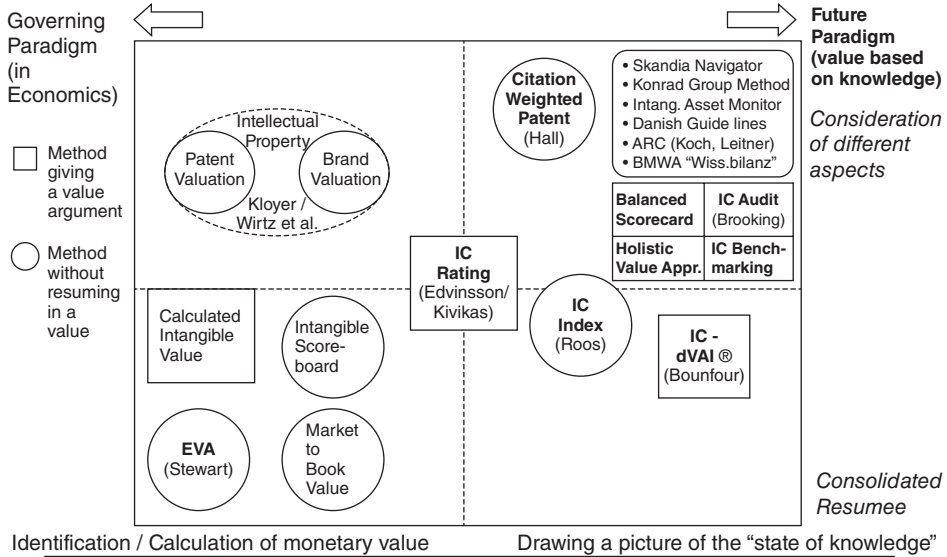 Governing
Paradigm
(in
Economics)
Future
Paradigm
(value based
on knowledge)
Consideration
of different
aspects
Method
giving
a value
argument
Method
without
resuming
in a
value
Intellectual
Property
Patent
Valuation
Brand
Valuation
Kloyer /
Wirtz et al.
Citation
Weighted
Patent
(Hall)
• Skandia Navigator
• Konrad Group Method
• Intang. Asset Monitor
• Danish Guide lines
• ARC (Koch, Leitner)
• BMWA “Wiss.bilanz”
Balanced
Scorecard
IC Audit
(Brooking)
Holistic
Value Appr.
IC Bench-
marking
IC
Rating
(Edvinsson/
Kivikas)
IC
Index
(Roos)
IC -
dVAI ®
(Bounfour)
Calculated
Intangible
Value
Intangible
Score-
board
EVA
(Stewart)
Market
to
Book
Value
Consolidated
Resumee
Identification / Calculation of monetary value
Drawing a picture of the “state of knowledge”